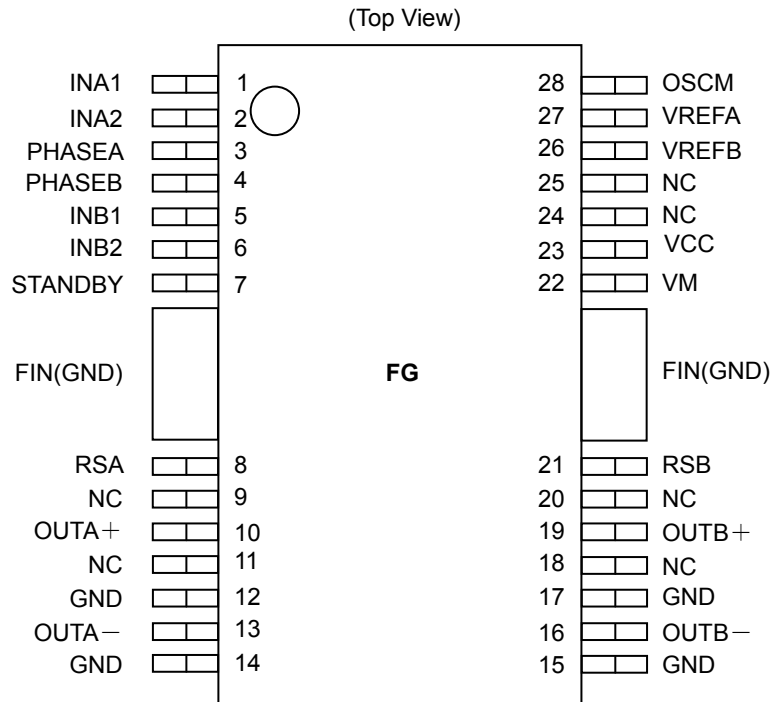 (Top View)
INA1 1 28 OSCM
INA2 2 27 VREFA
PHASEA 3 26 VREFB
PHASEB 4 25 NC
INB1 5 24 NC
INB2 6 23 VCC
STANDBY 7 22 VM
FIN(GND) FG FIN(GND)
RSA 8 21 RSB
NC 9 20 NC
OUTA+ 10 19 OUTB+
NC 11 18 NC
GND 12 17 GND
OUTA− 13 16 OUTB−
GND 14 15 GND